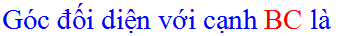 Góc đối diện với cạnh BC là